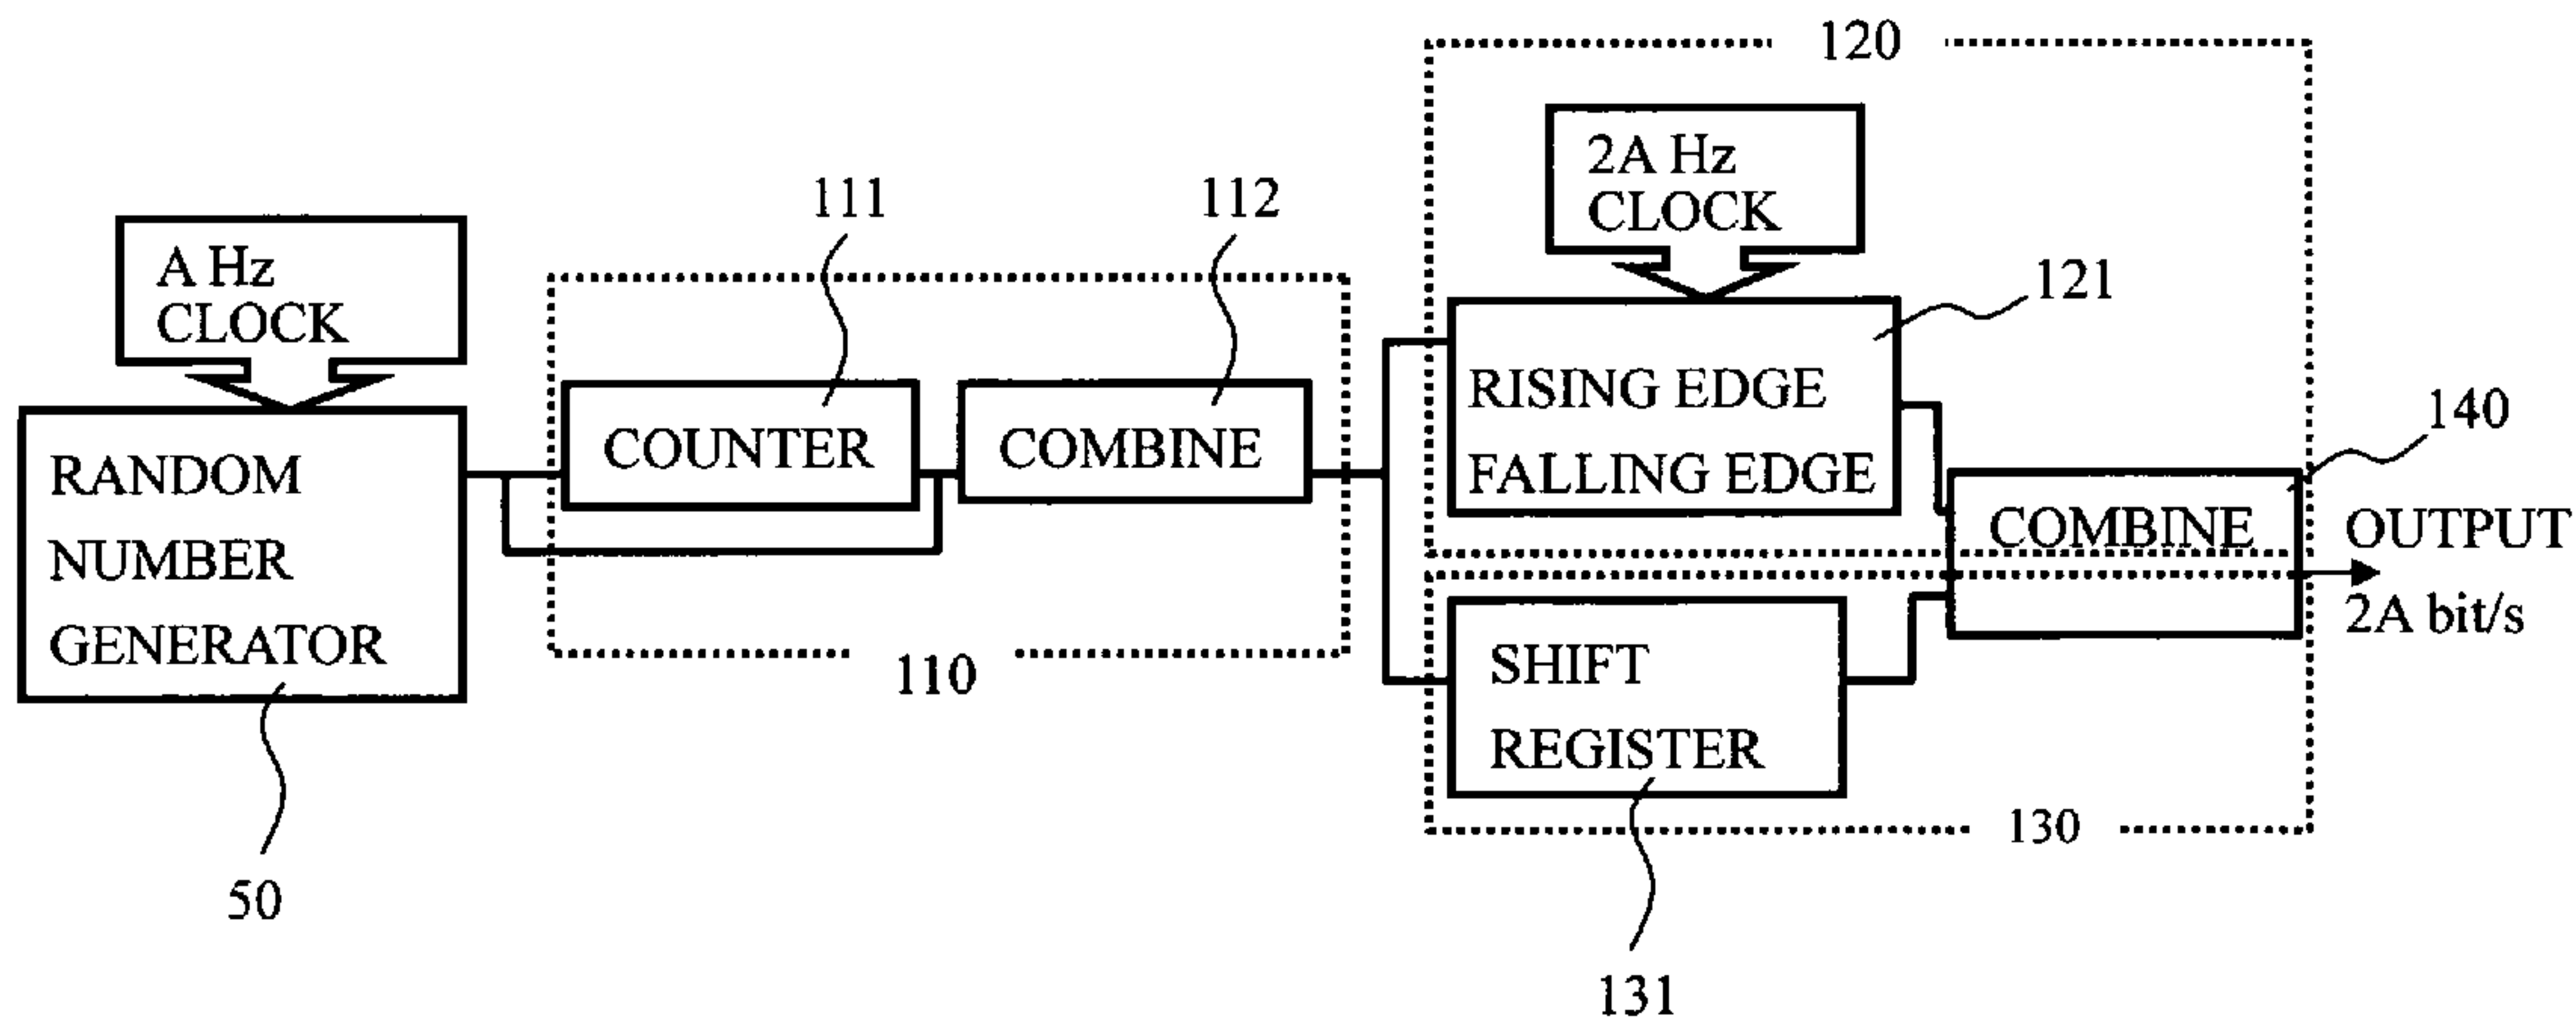 120
2A Hz
CLOCK
111
112
A Hz
CLOCK
121
RISING EDGE
FALLING EDGE
140
COUNTER
COMBINE
RANDOM
NUMBER
GENERATOR
COMBINE
OUTPUT
2A bit/s
110
SHIFT
REGISTER
130
50
131